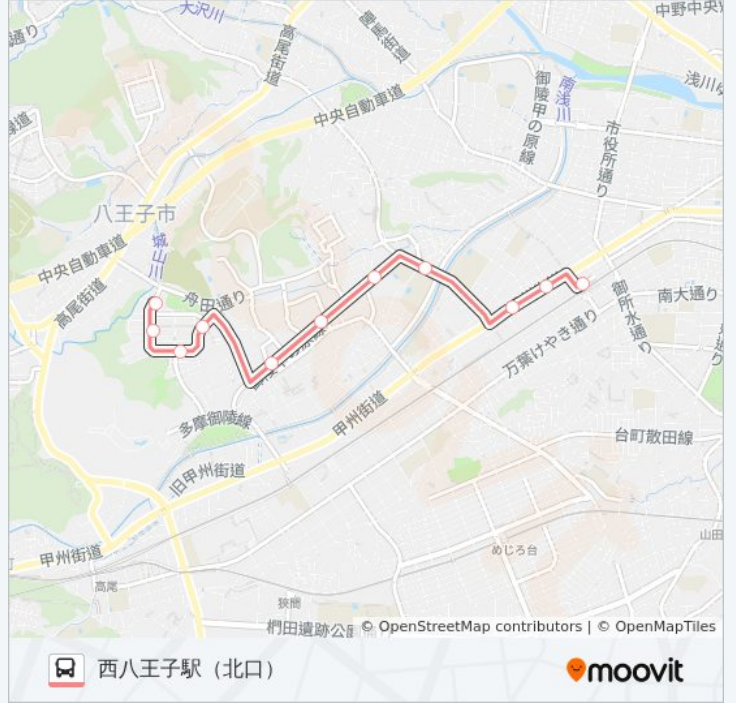 大沢川
高尾街道
陣馬街道
中野中央
通り
南浅川
御陵甲の原線
浅川
中央自動車道
市役所通り
八王子市
城山川
中央自動車道
高尾街道
舟田通り
御所水通り
南大通り
万葉けやき通り
甲州街道
多摩御陵線
台町散田線
旧甲州街道
甲州街道
めじろ台
山田
高尾
狭間
椚田遺跡公園
© OpenStreetMap contributors | © OpenMapTiles
西八王子駅（北口）
moovit